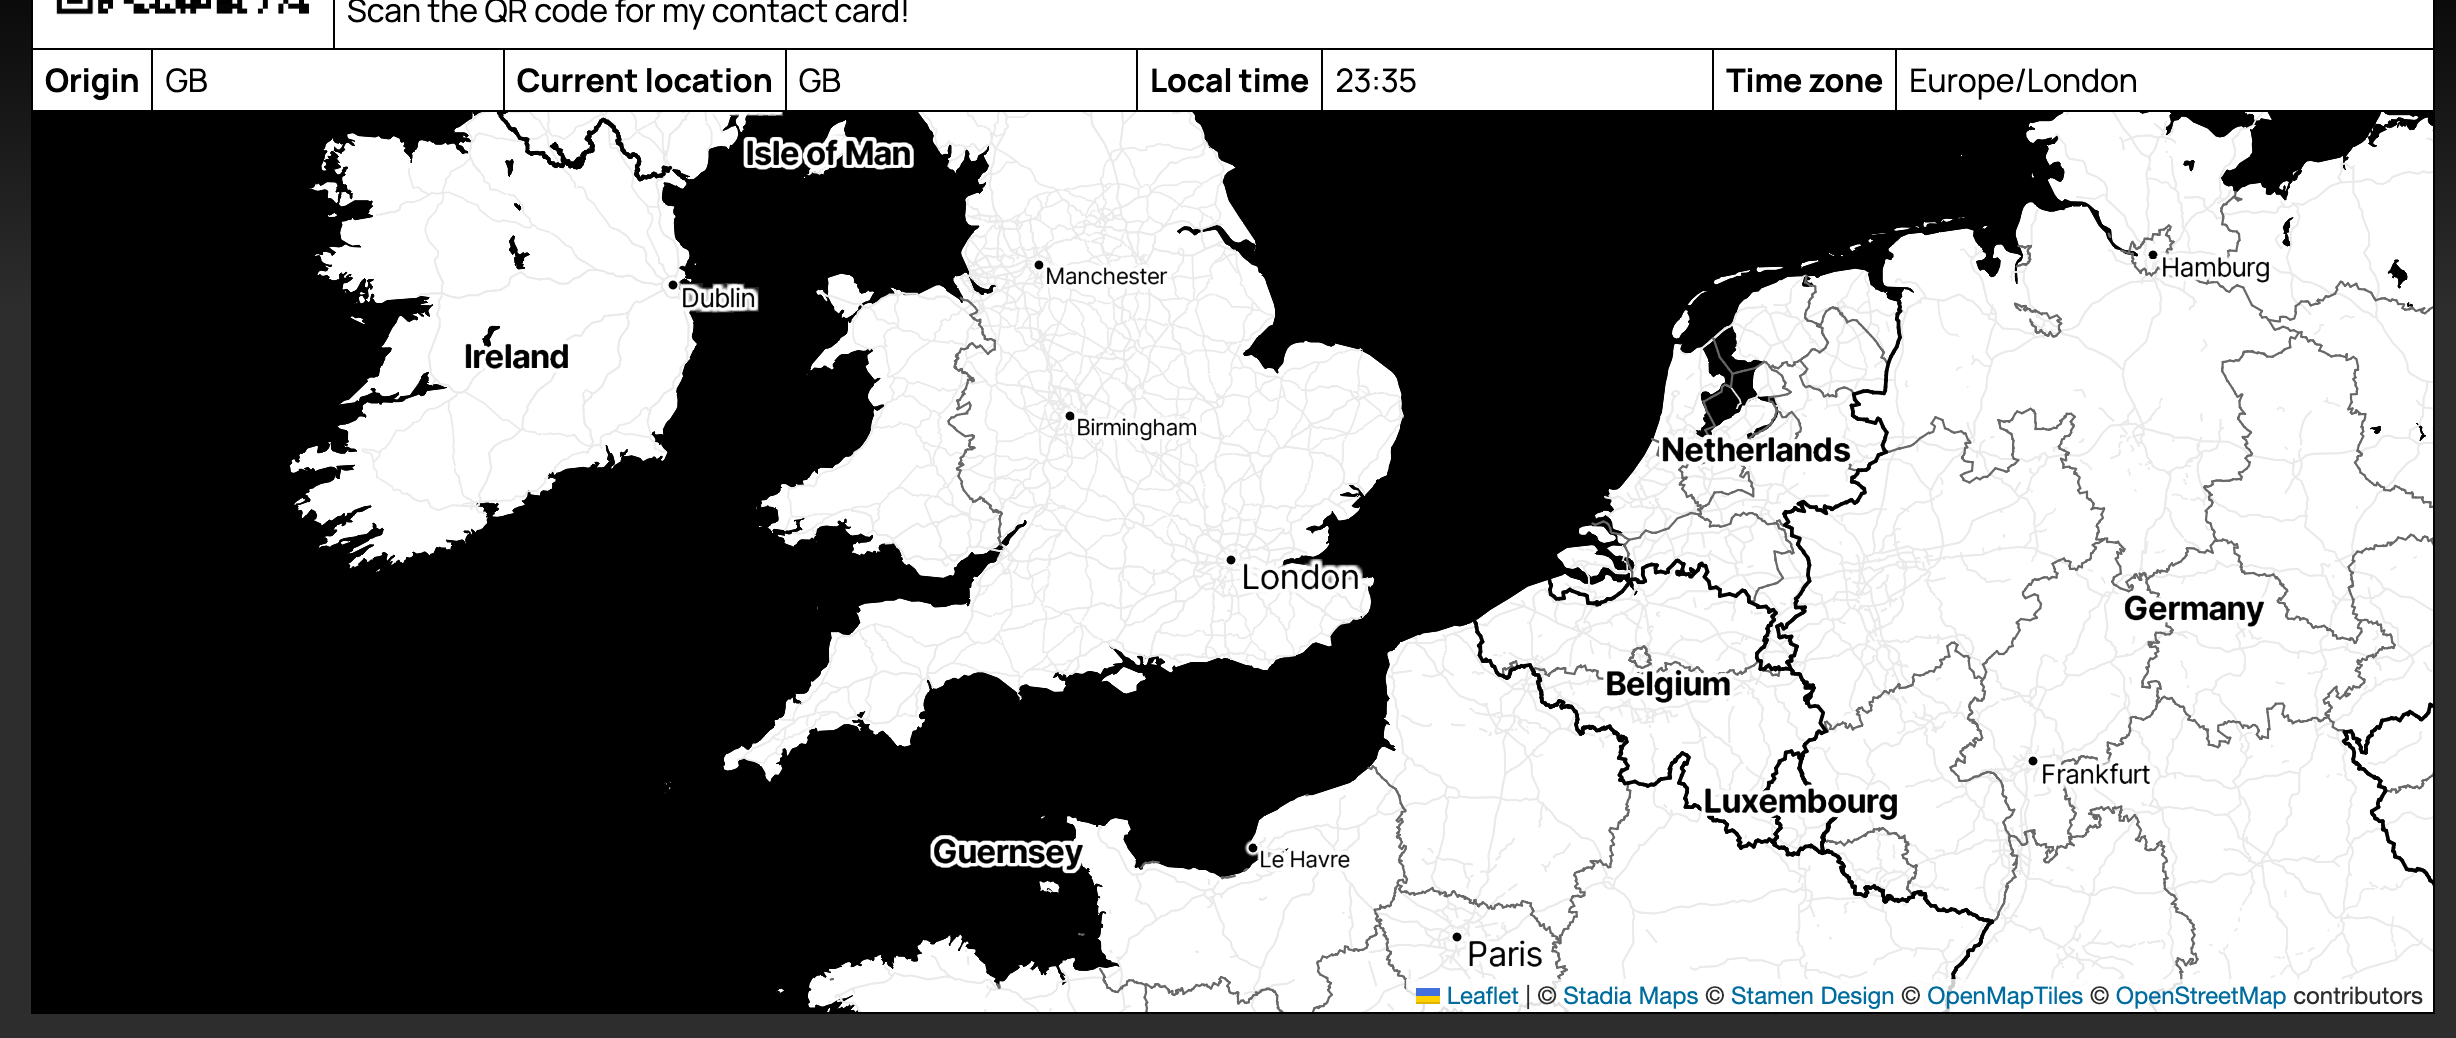 Scan the QR code for my contact card!
Origin GB Current location GB Local time 23:35 Time zone Europe/London
Isle of Man
Manchester
Hamburg
Dublin
Ireland
Birmingham
Netherlands
London
Germany
Belgium
Frankfurt
Luxembourg
Guernsey
Le Havre
Paris
Leaflet | © Stadia Maps © Stamen Design © OpenMapTiles © OpenStreetMap contributors